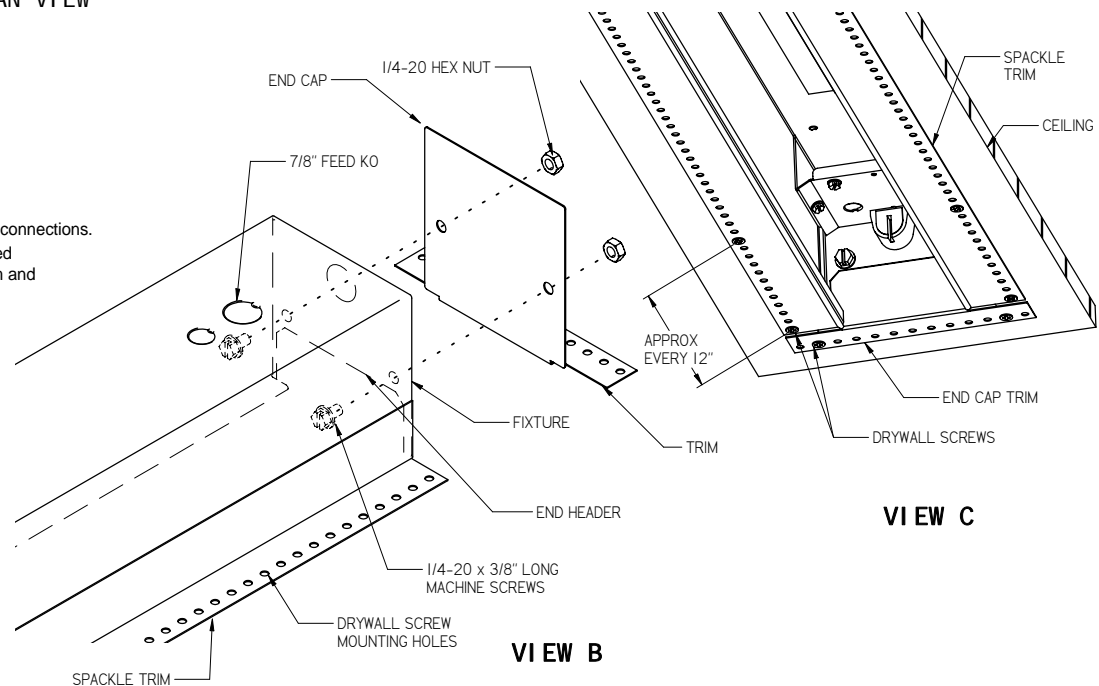 AN VIEW
1/4-20 HEX NUT
END CAP
7/8" FEED KO
connections.
ed
n and
FIXTURE
TRIM
END HEADER
1/4-20 x 3/8" LONG
MACHINE SCREWS
DRYWALL SCREW
MOUNTING HOLES
SPACKLE TRIM
VIEW B
SPACKLE
TRIM
CEILING
APPROX
EVERY 12"
END CAP TRIM
DRYWALL SCREWS
VIEW C